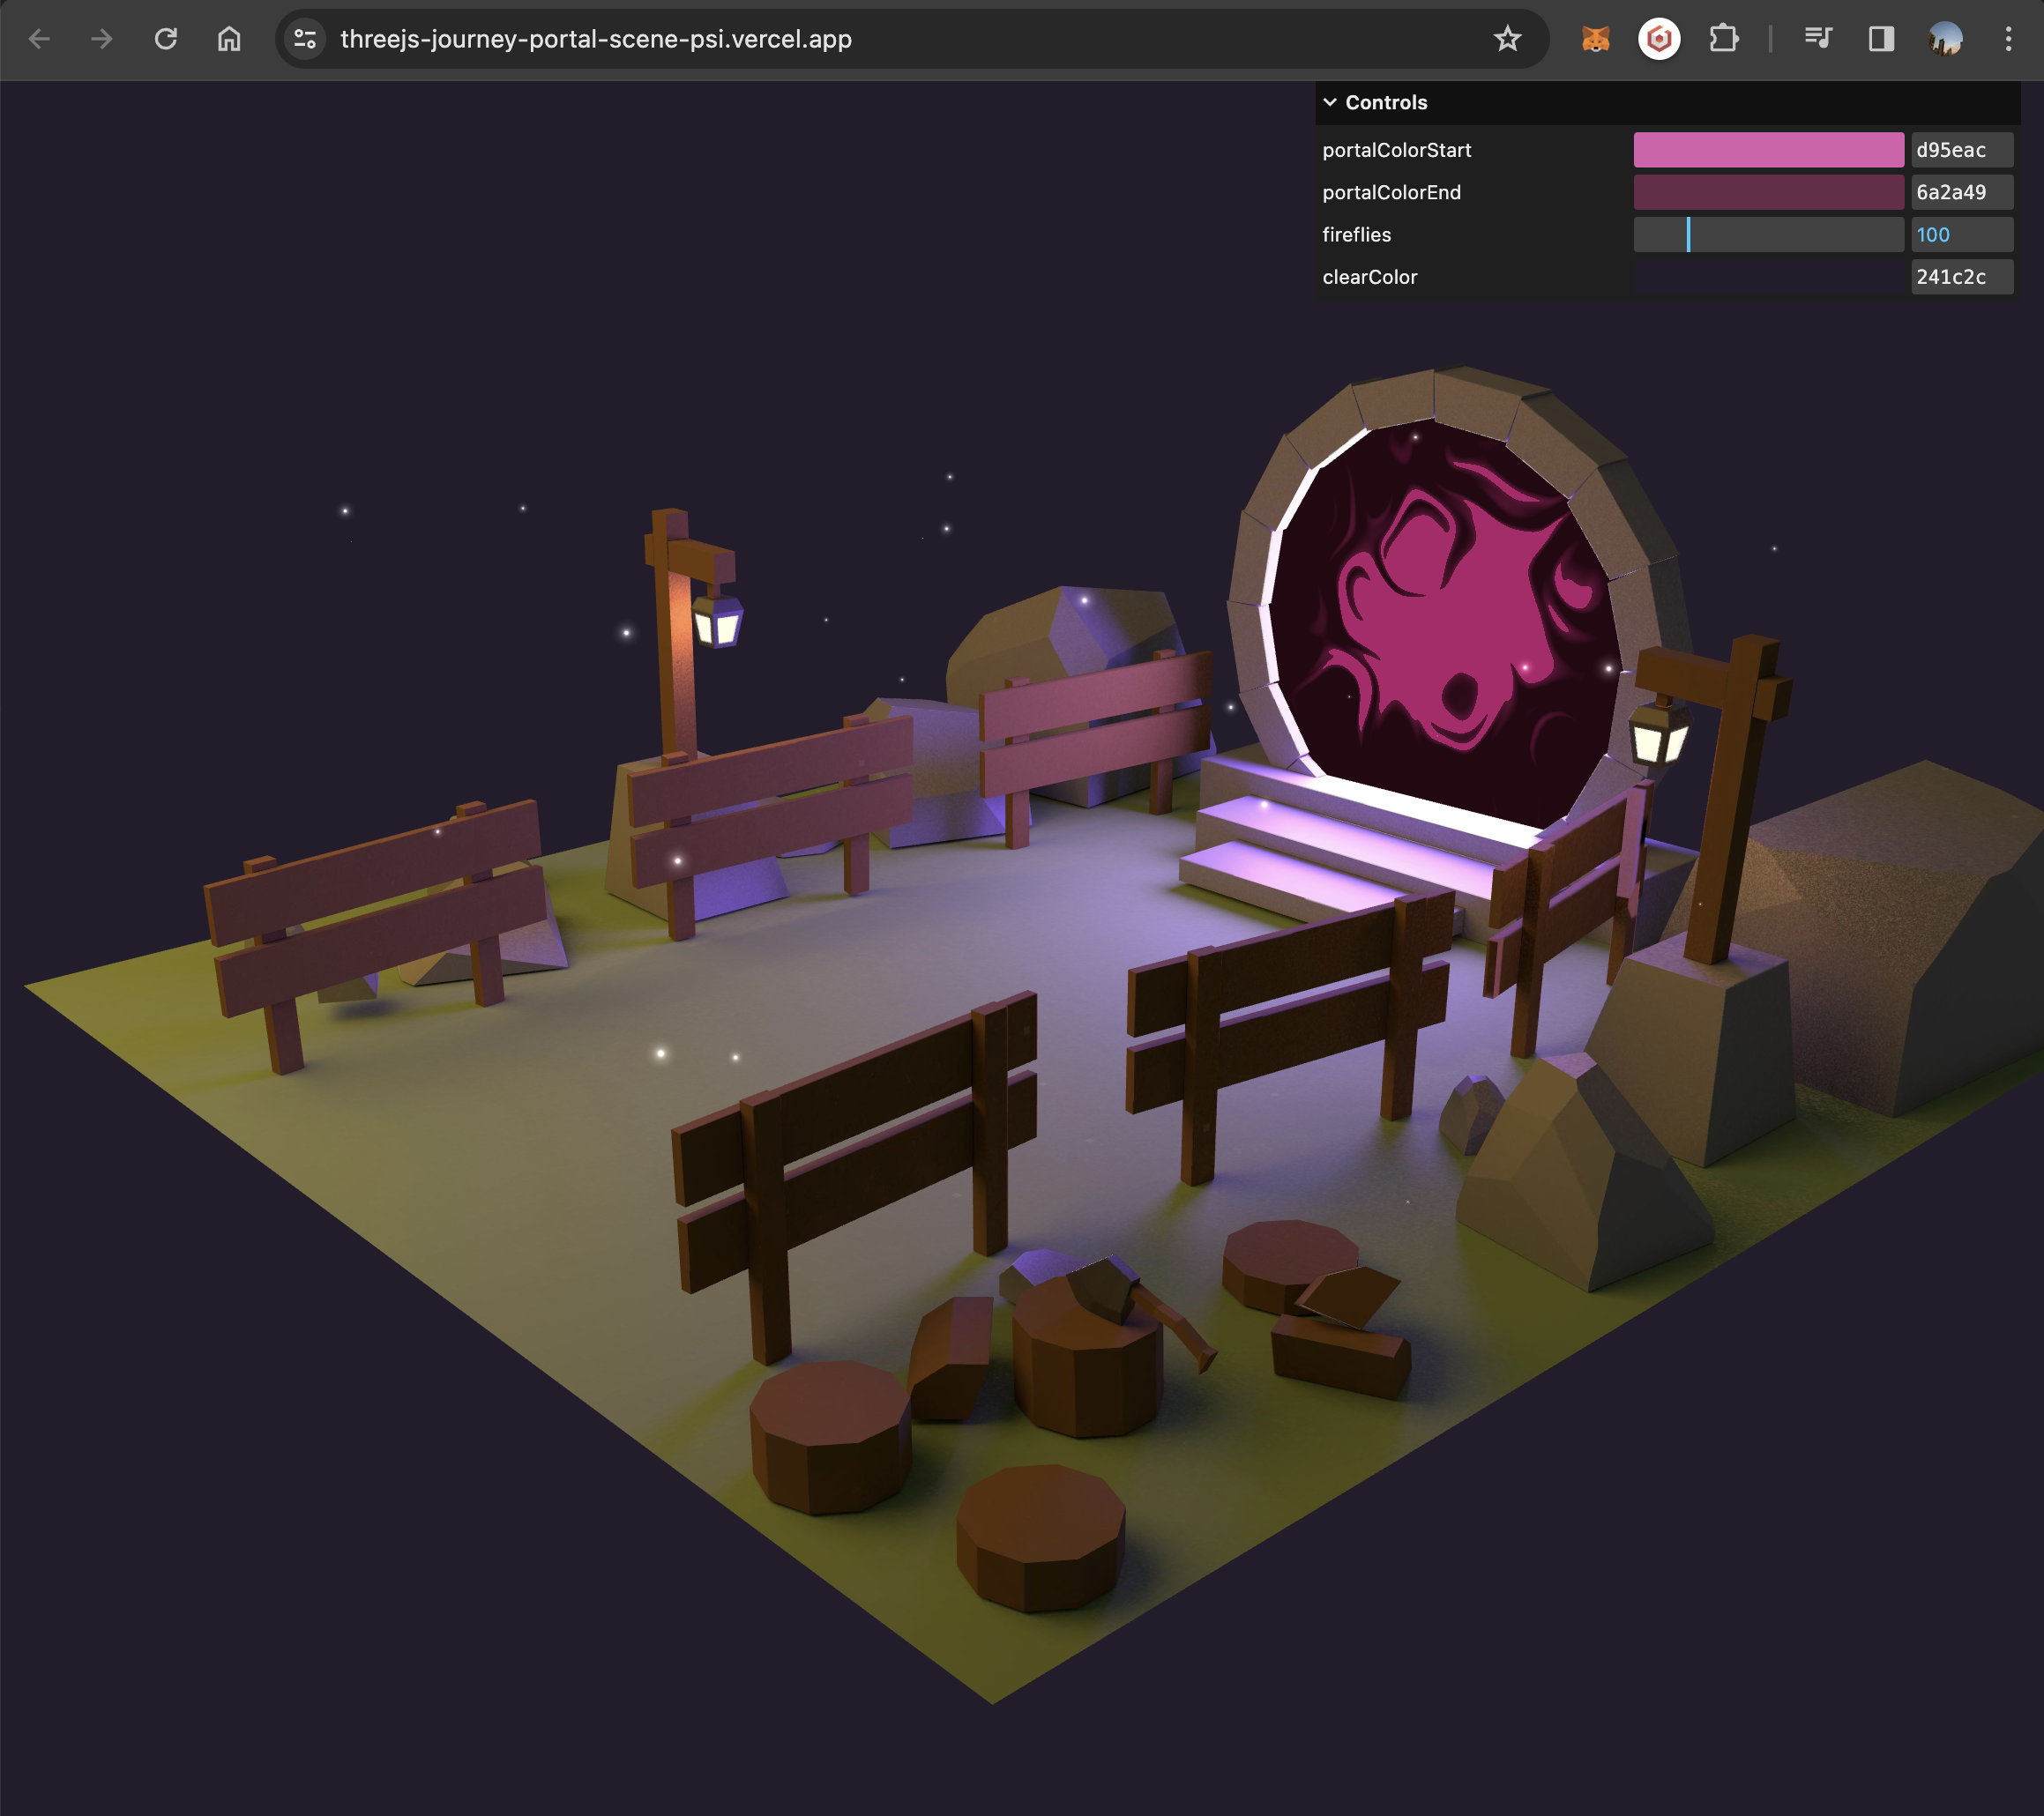 threejs-journey-portal-scene-psi.vercel.app
Controls
portalColorStart d95eac
portalColorEnd 6a2a49
fireflies 100
clearColor 241c2c